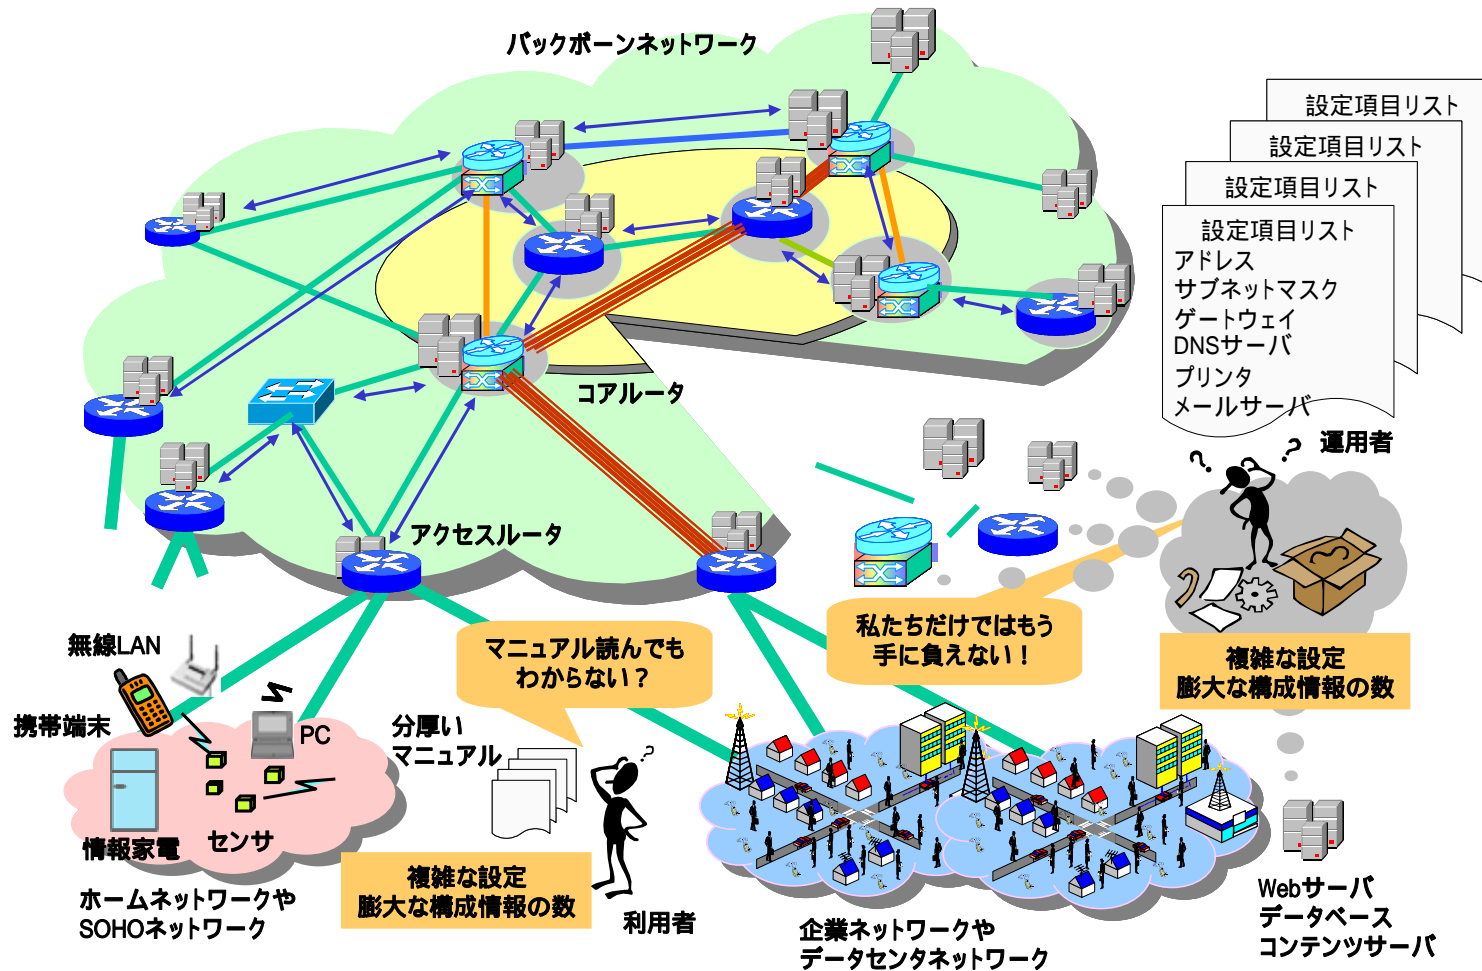 バックボーンネットワーク
設定項目リスト
設定項目リスト
設定項目リスト
設定項目リスト
アドレス
サブネットマスク
ゲートウェイ
DNSサーバ
プリンタ
メールサーバ
コアルータ
運用者
? ?
アクセスルータ
私たちだけではもう
手に負えない！
マニュアル読んでも
わからない？
複雑な設定
膨大な構成情報の数
無線LAN
携帯端末
PC
分厚い
マニュアル
?
情報家電
センサ
複雑な設定
膨大な構成情報の数
利用者
ホームネットワークや
SOHOネットワーク
企業ネットワークや
データセンタネットワーク
Webサーバ
データベース
コンテンツサーバ